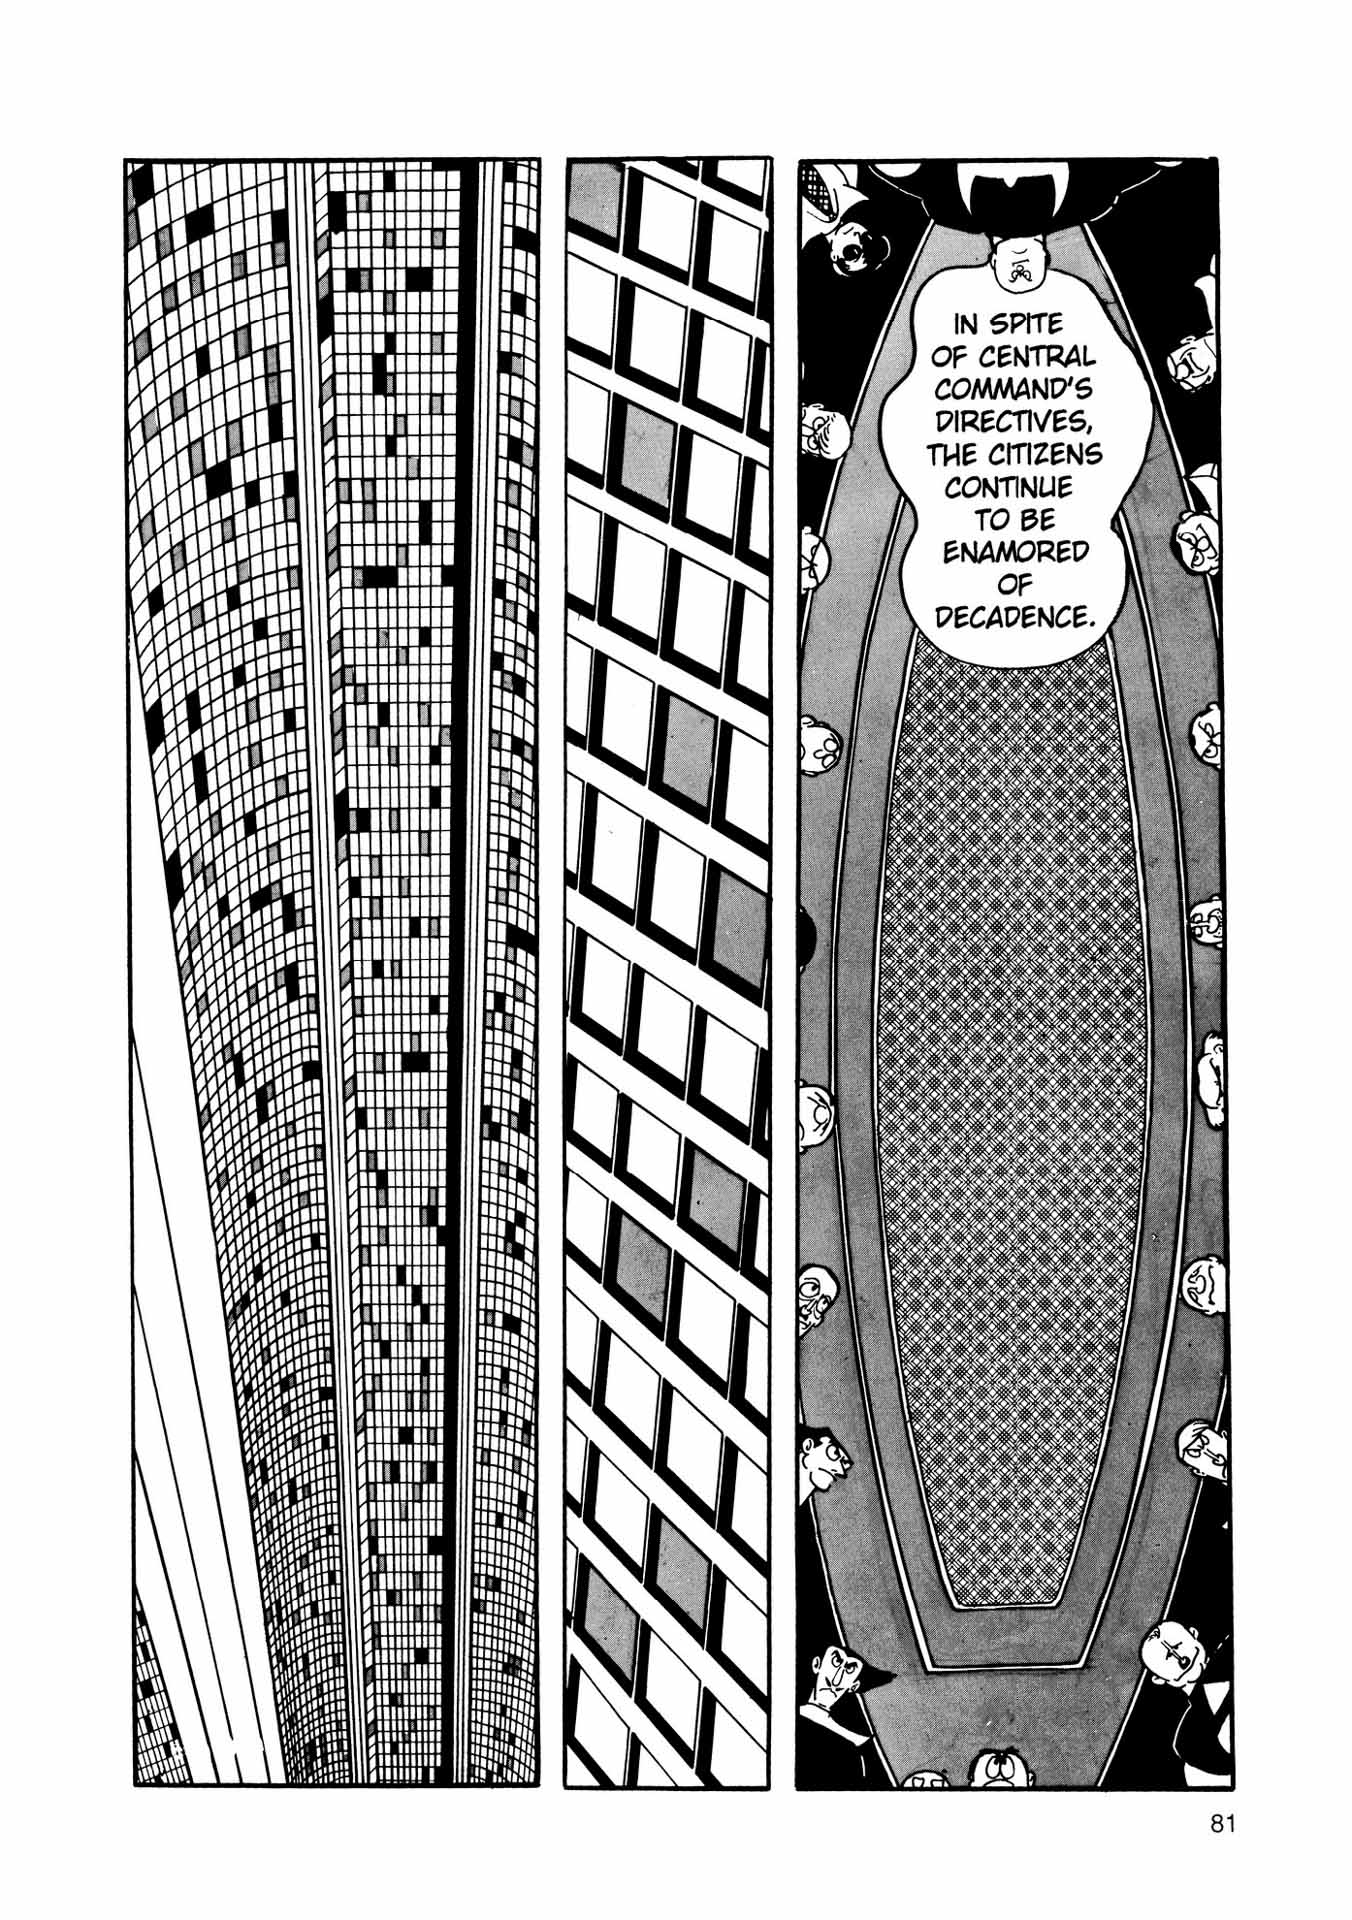 IN SPITE
OF CENTRAL
COMMAND'S
DIRECTIVES,
THE CITIZENS
CONTINUE
TO BE
ENAMORED
OF
DECADENCE.
81